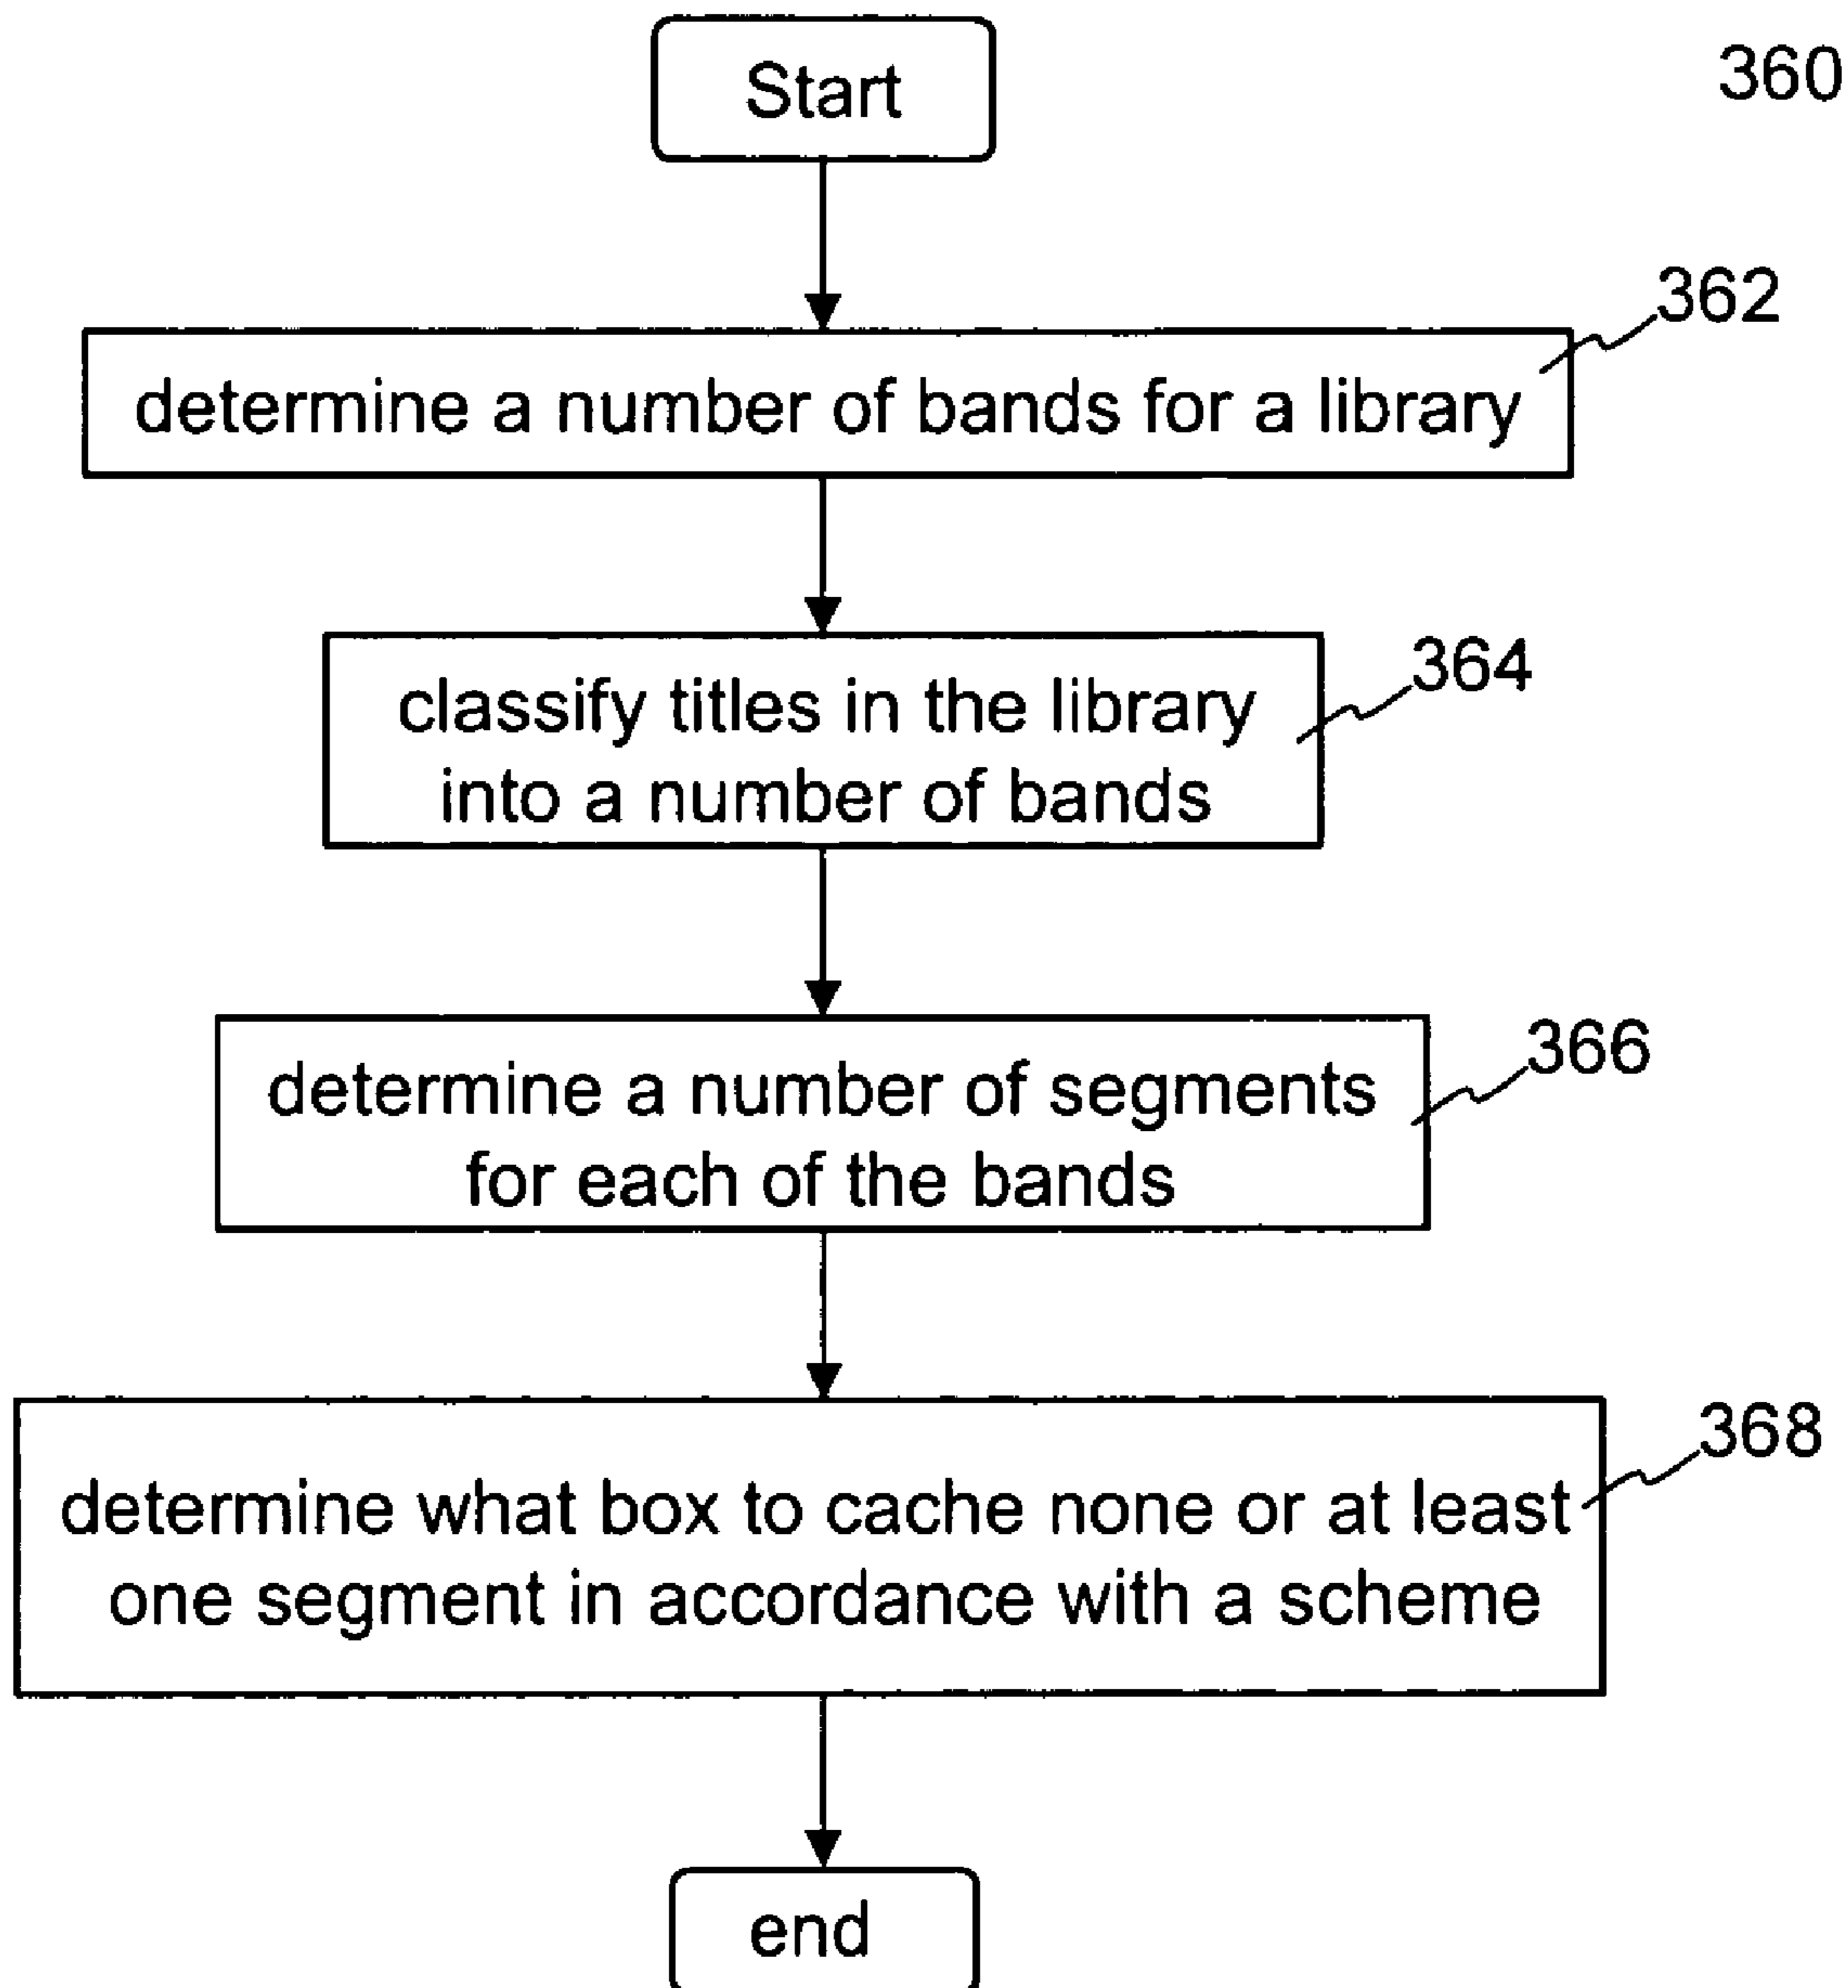 Start
360
362
determine a number of bands for a library
364
classify titles in the library
into a number of bands
366
determine a number of segments
for each of the bands
368
determine what box to cache none or at least
one segment in accordance with a scheme
end